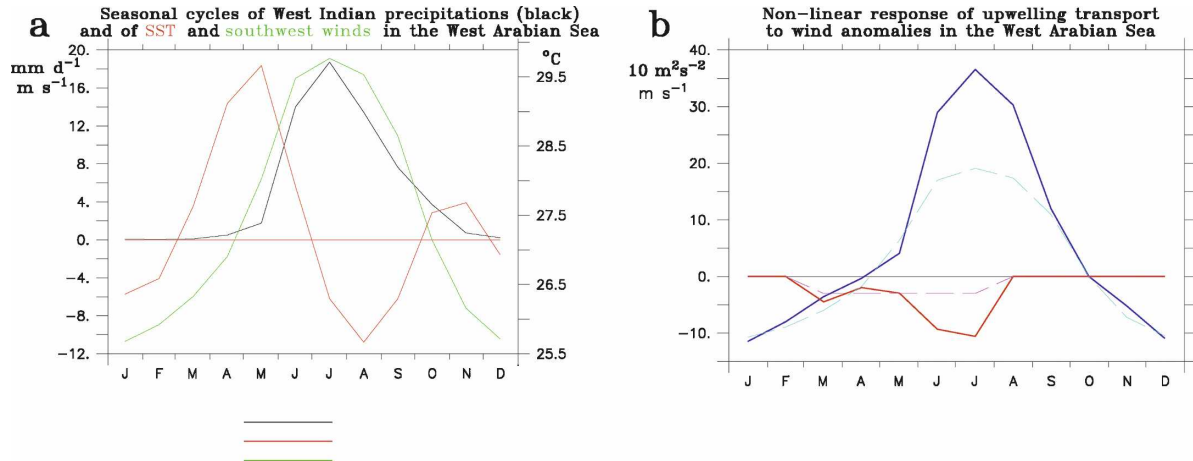 a
Seasonal cycles of West Indian precipitations (black)
and of SST and southwest winds in the West Arabian Sea
mm d⁻¹
m s⁻¹
20.
16.
12.
8.
4.
0.
-4.
-8.
-12.
°C
29.5
28.5
27.5
26.5
25.5
J F M A M J J A S O N D
b
Non-linear response of upwelling transport
to wind anomalies in the West Arabian Sea
10 m²s⁻²
m s⁻¹
40.
30.
20.
10.
0.
-10.
J F M A M J J A S O N D